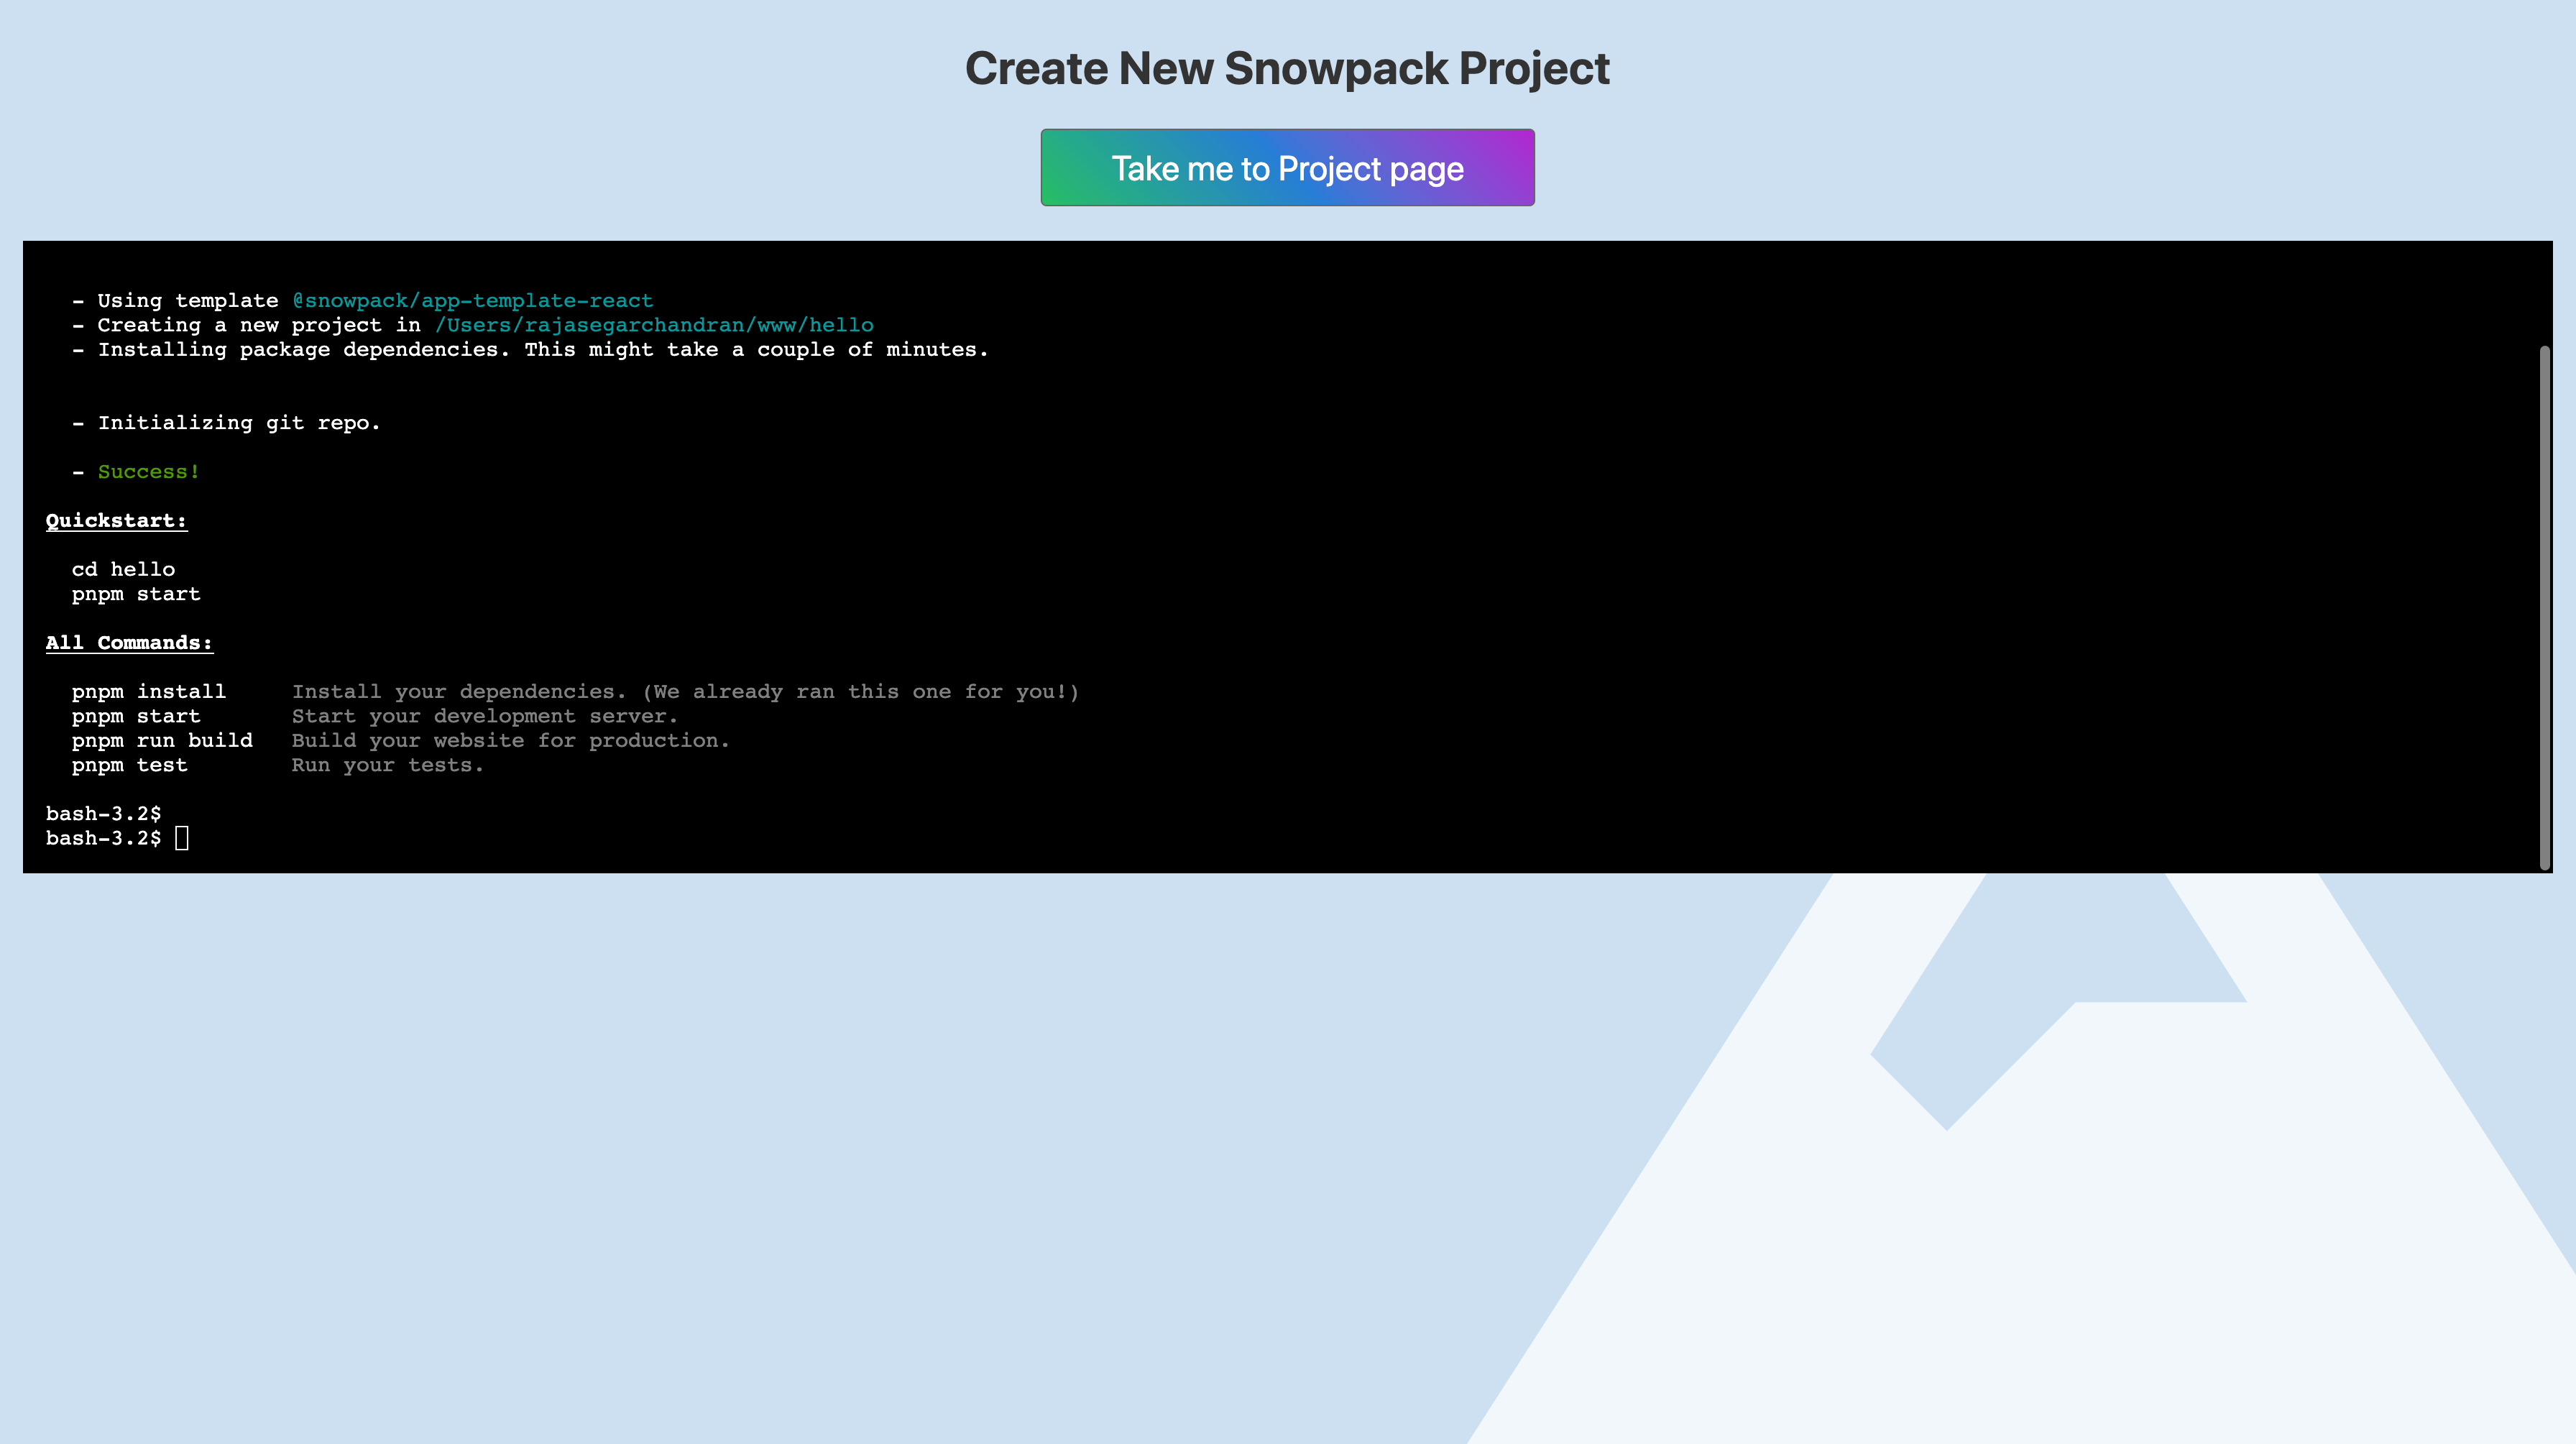 Create New Snowpack Project
Take me to Project page
- Using template @snowpack/app-template-react
- Creating a new project in /Users/rajasegarchandran/www/hello
- Installing package dependencies. This might take a couple of minutes.
- Initializing git repo.
- Success!
Quickstart:
cd hello
pnpm start
All Commands:
pnpm install Install your dependencies. (We already ran this one for you!)
pnpm start Start your development server.
pnpm run build Build your website for production.
pnpm test Run your tests.
bash-3.2$
bash-3.2$